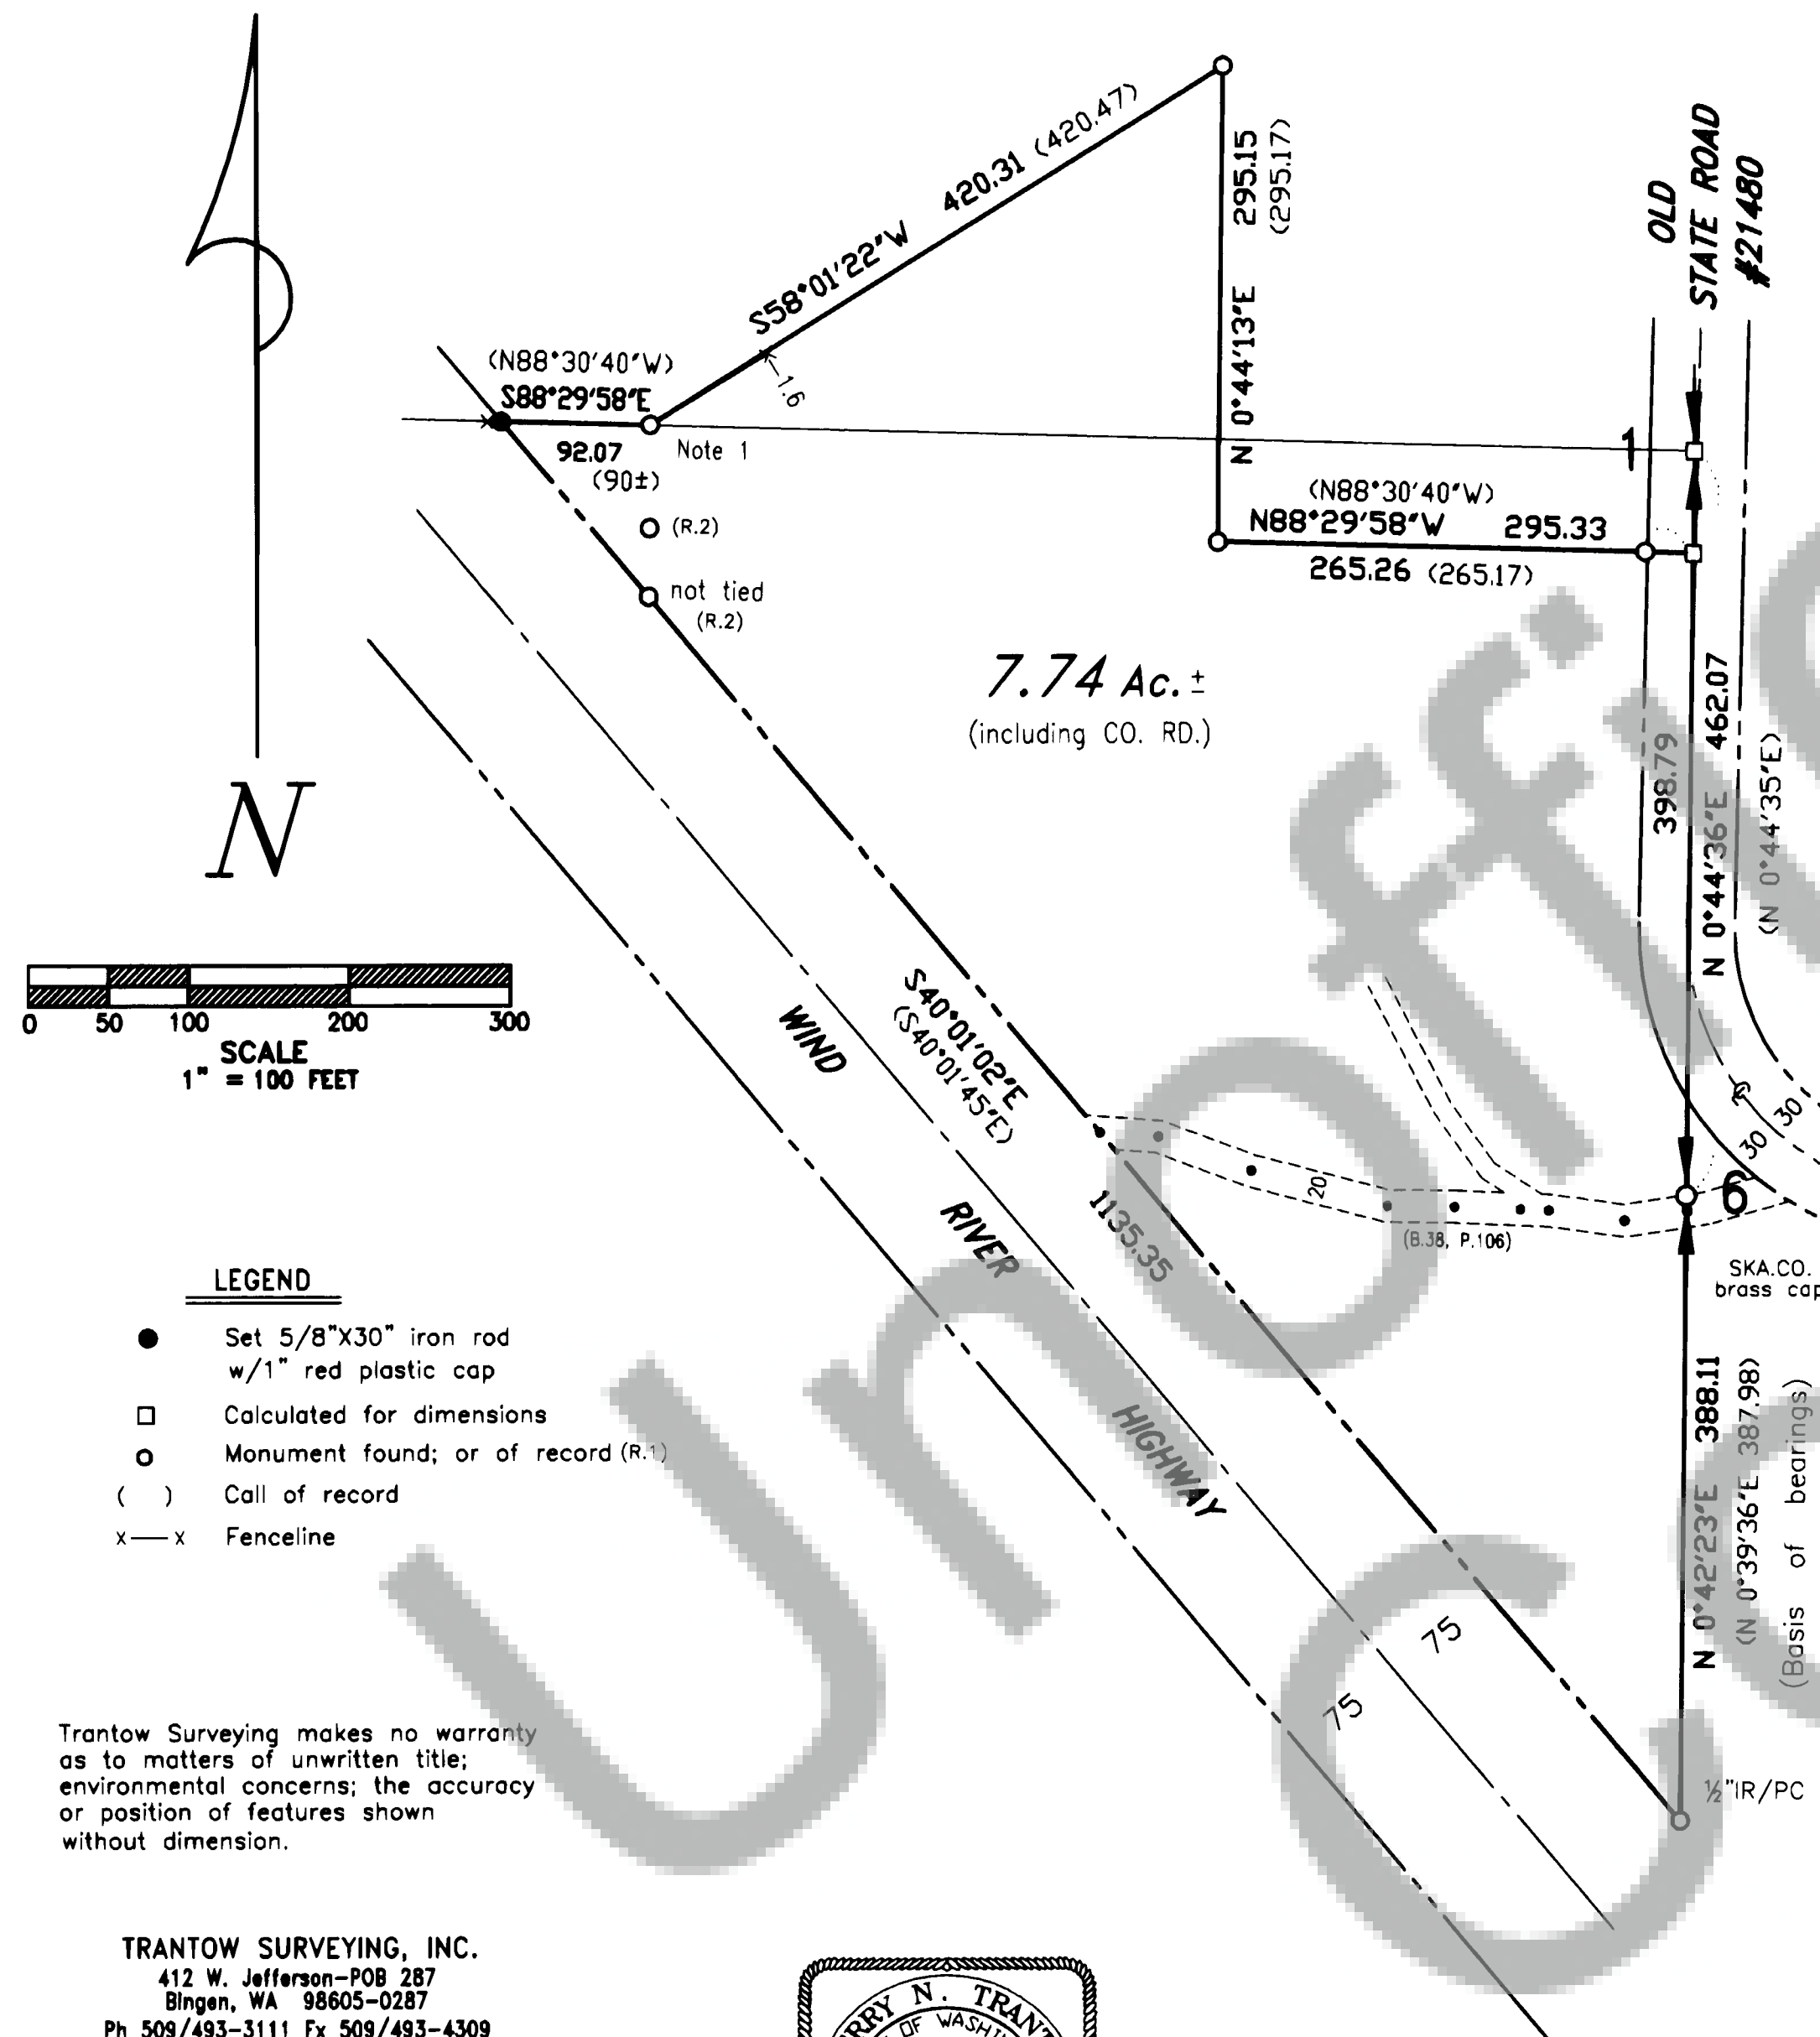 S58°01'22"W 420.31 (420.47)
295.15
(295.17)
N 0°44'13"E
OLD
STATE ROAD
#21480
(N88°30'40"W)
S88°29'58"E
92.07
(90±)
Note 1
1.6
1
(R.2)
not tied
(R.2)
(N88°30'40"W)
N88°29'58"W 295.33
265.26 (265.17)
7.74 Ac. ±
(including CO. RD.)
398.79
N 0°44'36"E 462.07
(N 0°44'35"E)
N
0 50 100 200 300
SCALE
1" = 100 FEET
S40°01'02"E
(S40°01'45"E)
1135.35
WIND
RIVER
HIGHWAY
20
(B.38, P.106)
30
30
6
SKA.CO.
brass cap
388.11
N 0°42'23"E
(N 0°39'36"E 387.98)
(Basis of bearings)
75
75
½"IR/PC
LEGEND
Set 5/8"X30" iron rod
w/1" red plastic cap
Calculated for dimensions
Monument found; or of record (R.1)
( ) Call of record
x — x Fenceline
Trantow Surveying makes no warranty
as to matters of unwritten title;
environmental concerns; the accuracy
or position of features shown
without dimension.
TRANTOW SURVEYING, INC.
412 W. Jefferson-POB 287
Bingen, WA 98605-0287
Ph 509/493-3111 Fx 509/493-4309
RRY N. TRANT
OF WASHI
Unoffic
C